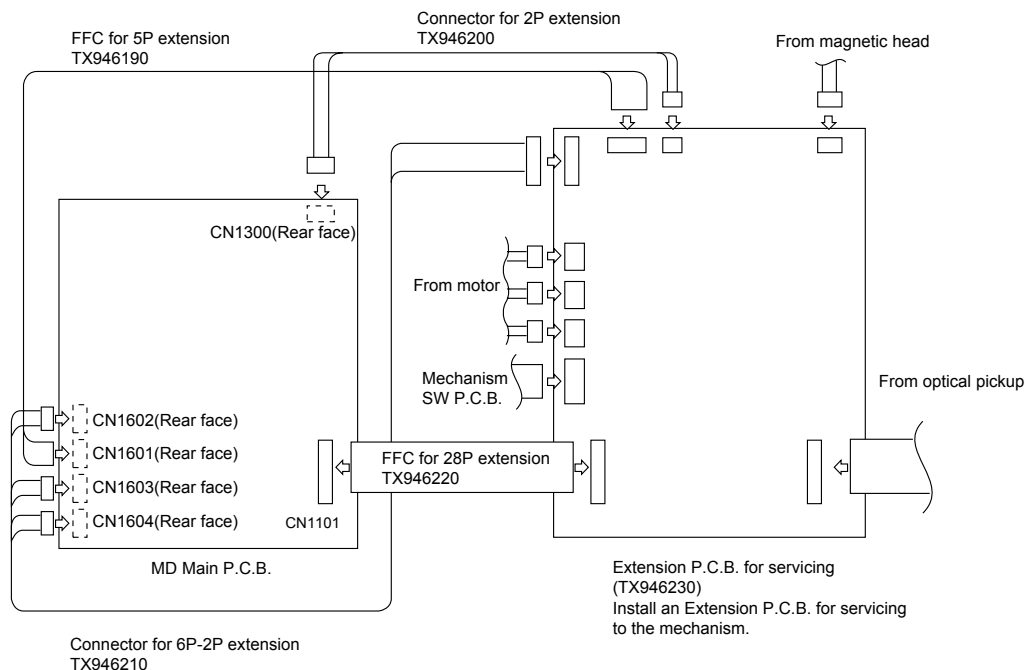 Connector for 2P extension
TX946200
FFC for 5P extension
TX946190
From magnetic head
CN1300(Rear face)
From motor
Mechanism
SW P.C.B.
From optical pickup
CN1602(Rear face)
CN1601(Rear face)
CN1603(Rear face)
CN1604(Rear face)
FFC for 28P extension
TX946220
CN1101
MD Main P.C.B.
Extension P.C.B. for servicing
(TX946230)
Install an Extension P.C.B. for servicing
to the mechanism.
Connector for 6P-2P extension
TX946210